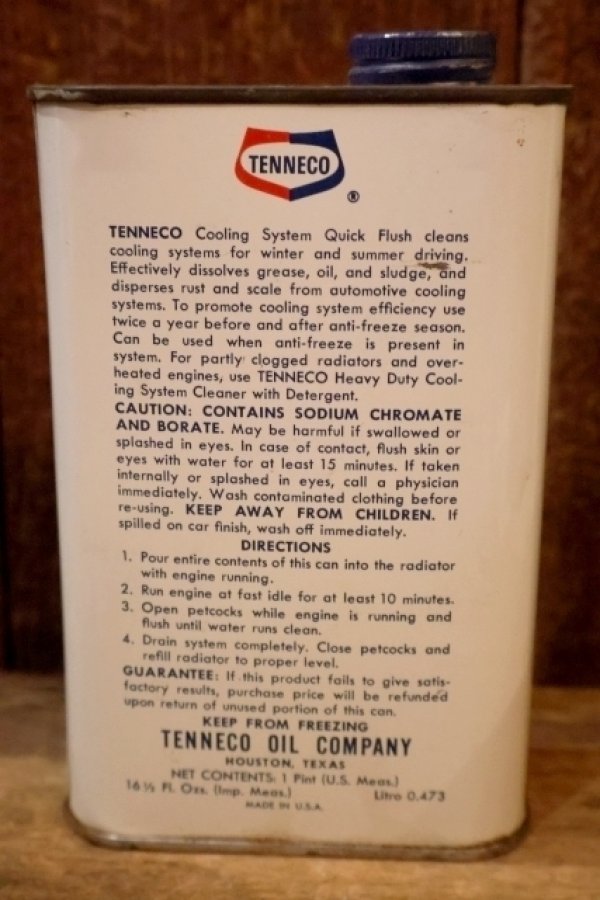 TENNECO
®
TENNECO Cooling System Quick Flush cleans
cooling systems for winter and summer driving.
Effectively dissolves grease, oil, and sludge, and
disperses rust and scale from automotive cooling
systems. To promote cooling system efficiency use
twice a year before and after anti-freeze season.
Can be used when anti-freeze is present in
system. For partly clogged radiators and over-
heated engines, use TENNECO Heavy Duty Cool-
ing System Cleaner with Detergent.
CAUTION: CONTAINS SODIUM CHROMATE
AND BORATE. May be harmful if swallowed or
splashed in eyes. In case of contact, flush skin or
eyes with water for at least 15 minutes. If taken
internally or splashed in eyes, call a physician
immediately. Wash contaminated clothing before
re-using. KEEP AWAY FROM CHILDREN. If
spilled on car finish, wash off immediately.
DIRECTIONS
1. Pour entire contents of this can into the radiator
with engine running.
2. Run engine at fast idle for at least 10 minutes.
3. Open petcocks while engine is running and
flush until water runs clean.
4. Drain system completely. Close petcocks and
refill radiator to proper level.
GUARANTEE: If this product fails to give satis-
factory results, purchase price will be refunded
upon return of unused portion of this can.
KEEP FROM FREEZING
TENNECO OIL COMPANY
HOUSTON, TEXAS
NET CONTENTS: 1 Pint (U.S. Meas.)
16½ Fl. Ozs. (Imp. Meas.) Litro 0.473
MADE IN U.S.A.